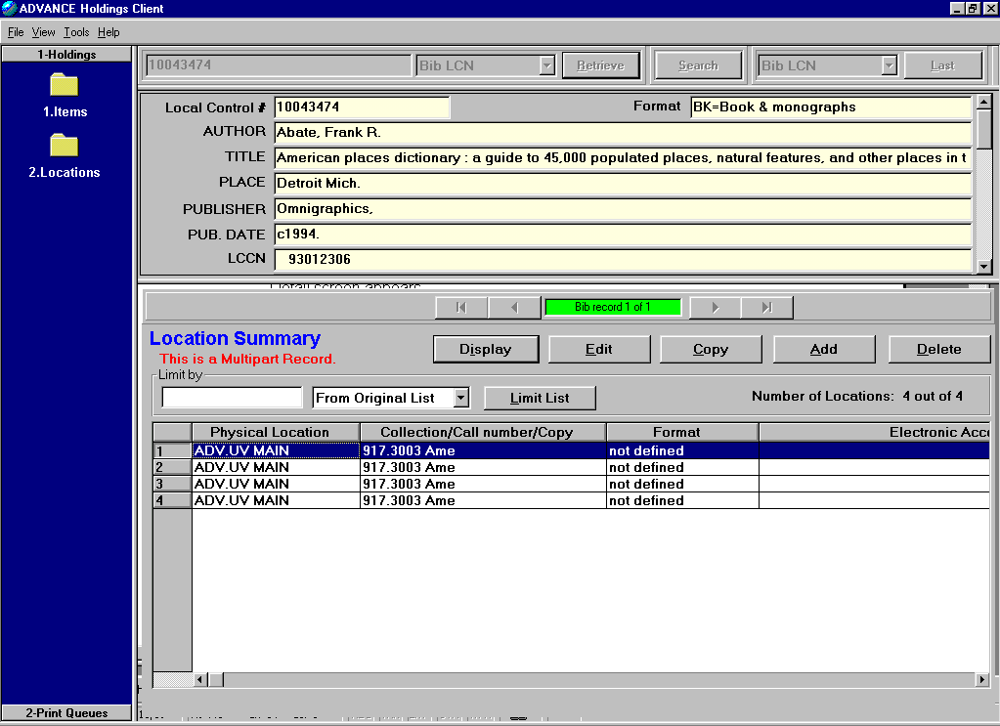 ADVANCE Holdings Client
File View Tools Help
1-Holdings
1.Items
2.Locations
2-Print Queues
10043474 Bib LCN Retrieve Search Bib LCN Last
Local Control # 10043474 Format BK=Book & monographs
AUTHOR Abate, Frank R.
TITLE American places dictionary : a guide to 45,000 populated places, natural features, and other places in t
PLACE Detroit Mich.
PUBLISHER Omnigraphics,
PUB. DATE c1994.
LCCN 93012306
Detail screen appears
Bib record 1 of 1
Location Summary Display Edit Copy Add Delete
This is a Multipart Record.
Limit by
From Original List Limit List Number of Locations: 4 out of 4
Physical Location Collection/Call number/Copy Format Electronic Acc
1 ADV.UV MAIN 917.3003 Ame not defined
2 ADV.UV MAIN 917.3003 Ame not defined
3 ADV.UV MAIN 917.3003 Ame not defined
4 ADV.UV MAIN 917.3003 Ame not defined